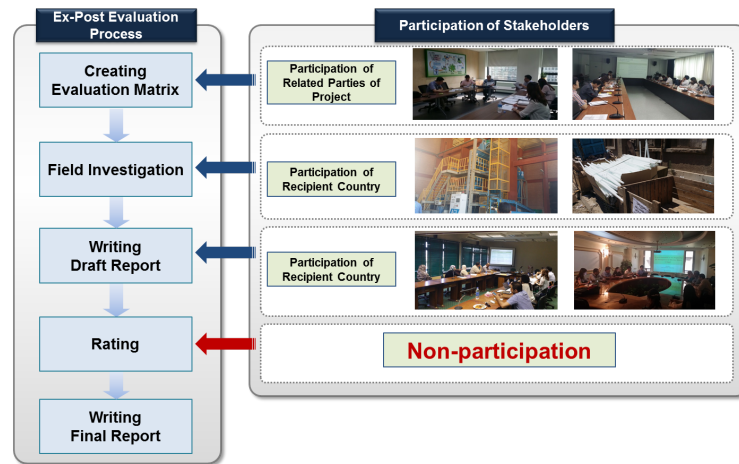 Ex-Post Evaluation
Process
Participation of Stakeholders
Creating
Evaluation Matrix
Participation of
Related Parties of
Project
Field Investigation
Participation of
Recipient Country
Writing
Draft Report
Participation of
Recipient Country
Rating
Non-participation
Writing
Final Report